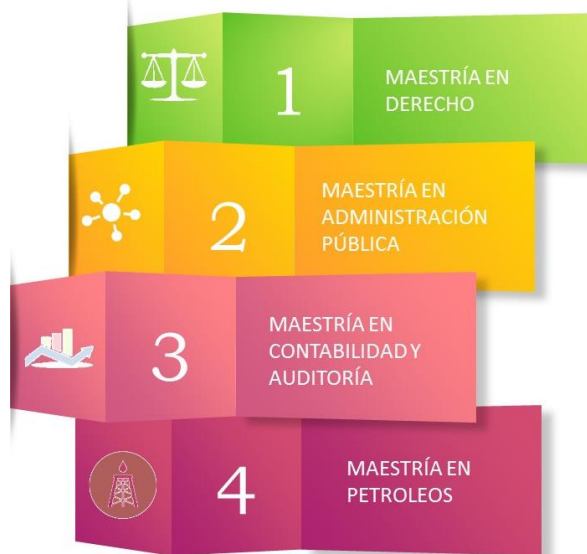 1
MAESTRÍA EN
DERECHO
2
MAESTRÍA EN
ADMINISTRACIÓN
PÚBLICA
3
MAESTRÍA EN
CONTABILIDAD Y
AUDITORÍA
4
MAESTRÍA EN
PETROLEOS